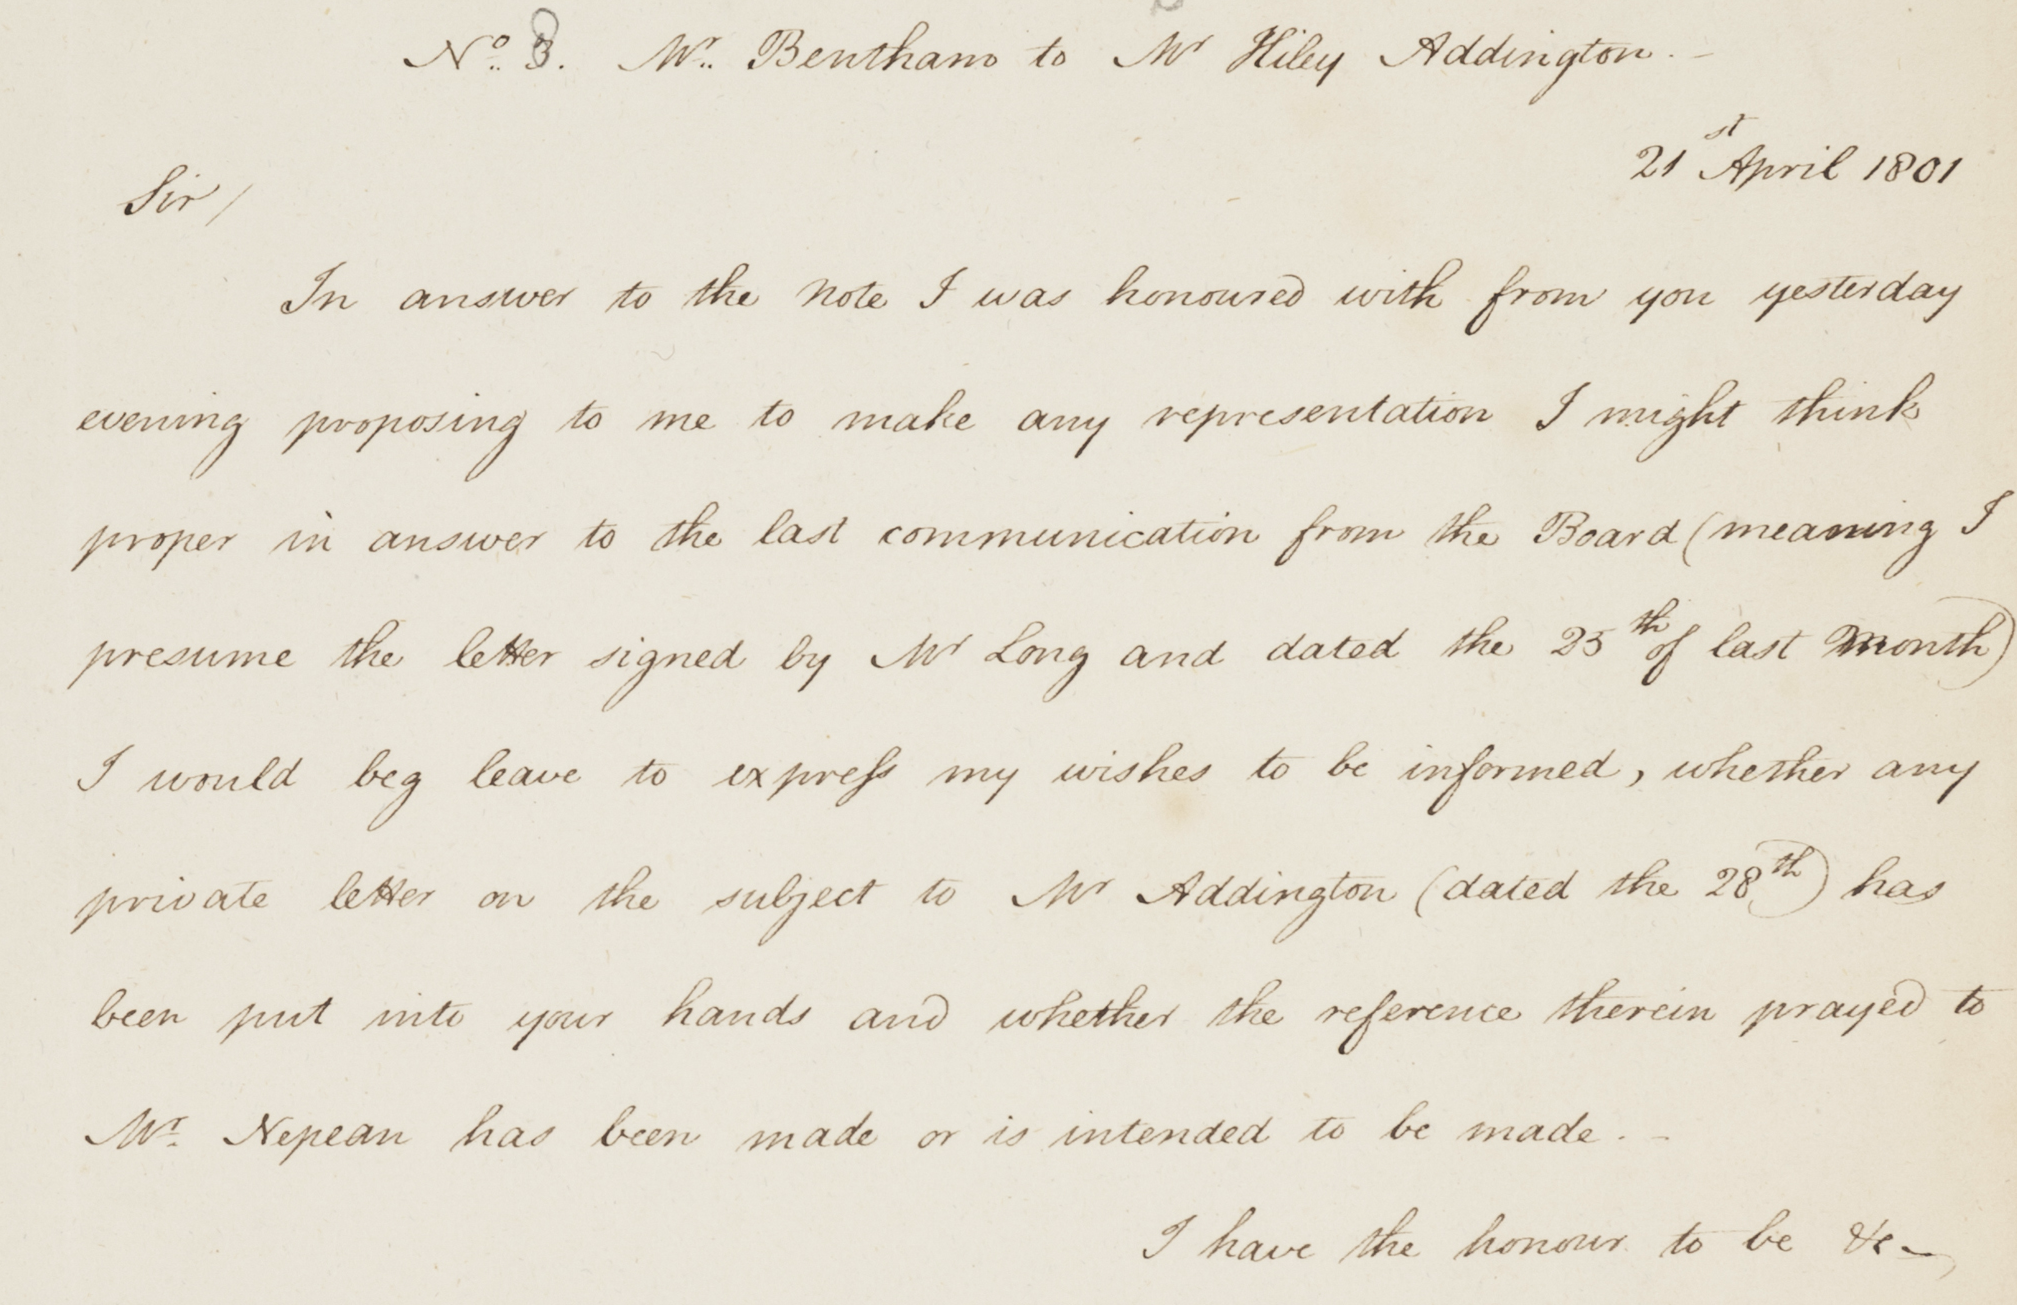 No. 8. Mr. Bentham to Mr Hiley Addington. -
21st April 1801
Sir /
In answer to the note I was honoured with from you yesterday
evening proposing to me to make any representation I might think
proper in answer to the last communication from the Board (meaning I
presume the letter signed by Mr Long and dated the 25th of last Month)
I would beg leave to express my wishes to be informed, whether any
private letter on the subject to Mr Addington (dated the 28th) has
been put into your hands and whether the reference therein prayed to
Mr. Nepean has been made or is intended to be made. -
I have the honour to be &c -